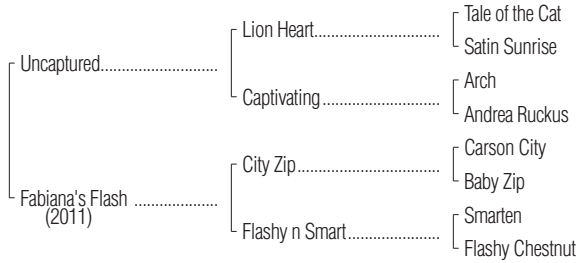 Tale of the Cat
Lion Heart
Satin Sunrise
Uncaptured
Arch
Captivating
Andrea Ruckus
Carson City
City Zip
Baby Zip
Fabiana's Flash
(2011)
Smarten
Flashy n Smart
Flashy Chestnut